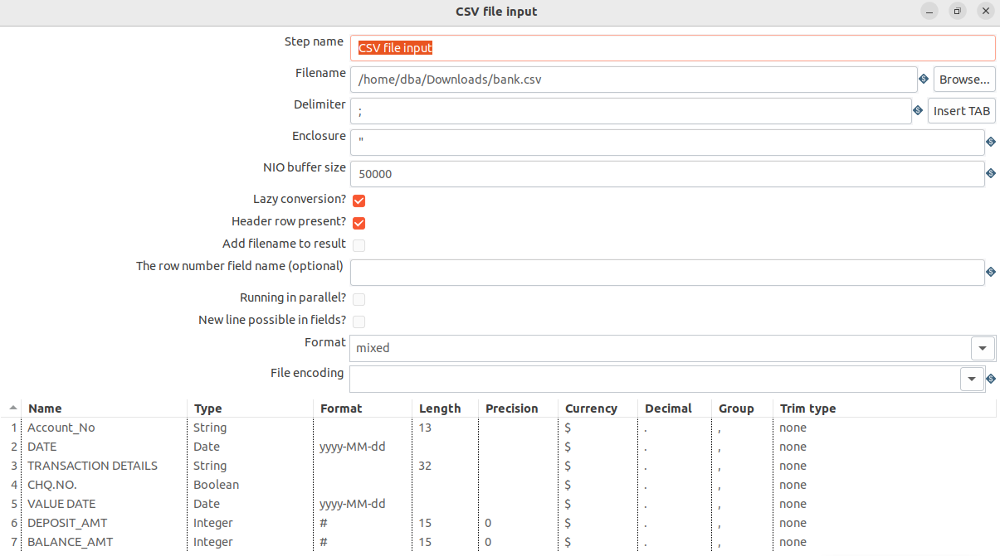 CSV file input
Step name CSV file input
Filename /home/dba/Downloads/bank.csv Browse...
Delimiter ; Insert TAB
Enclosure "
NIO buffer size 50000
Lazy conversion?
Header row present?
Add filename to result
The row number field name (optional)
Running in parallel?
New line possible in fields?
Format mixed
File encoding
Name Type Format Length Precision Currency Decimal Group Trim type
1 Account_No String 13 $ . , none
2 DATE Date yyyy-MM-dd $ . , none
3 TRANSACTION DETAILS String 32 $ . , none
4 CHQ.NO. Boolean $ . , none
5 VALUE DATE Date yyyy-MM-dd $ . , none
6 DEPOSIT_AMT Integer # 15 0 $ . , none
7 BALANCE_AMT Integer # 15 0 $ . , none